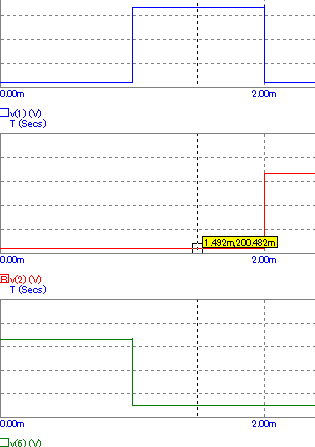 0.00m 2.00m
v(1) (V)
T (Secs)
1.492m,200.482m
0.00m 2.00m
B v(2) (V)
T (Secs)
0.00m 2.00m
v(6) (V)